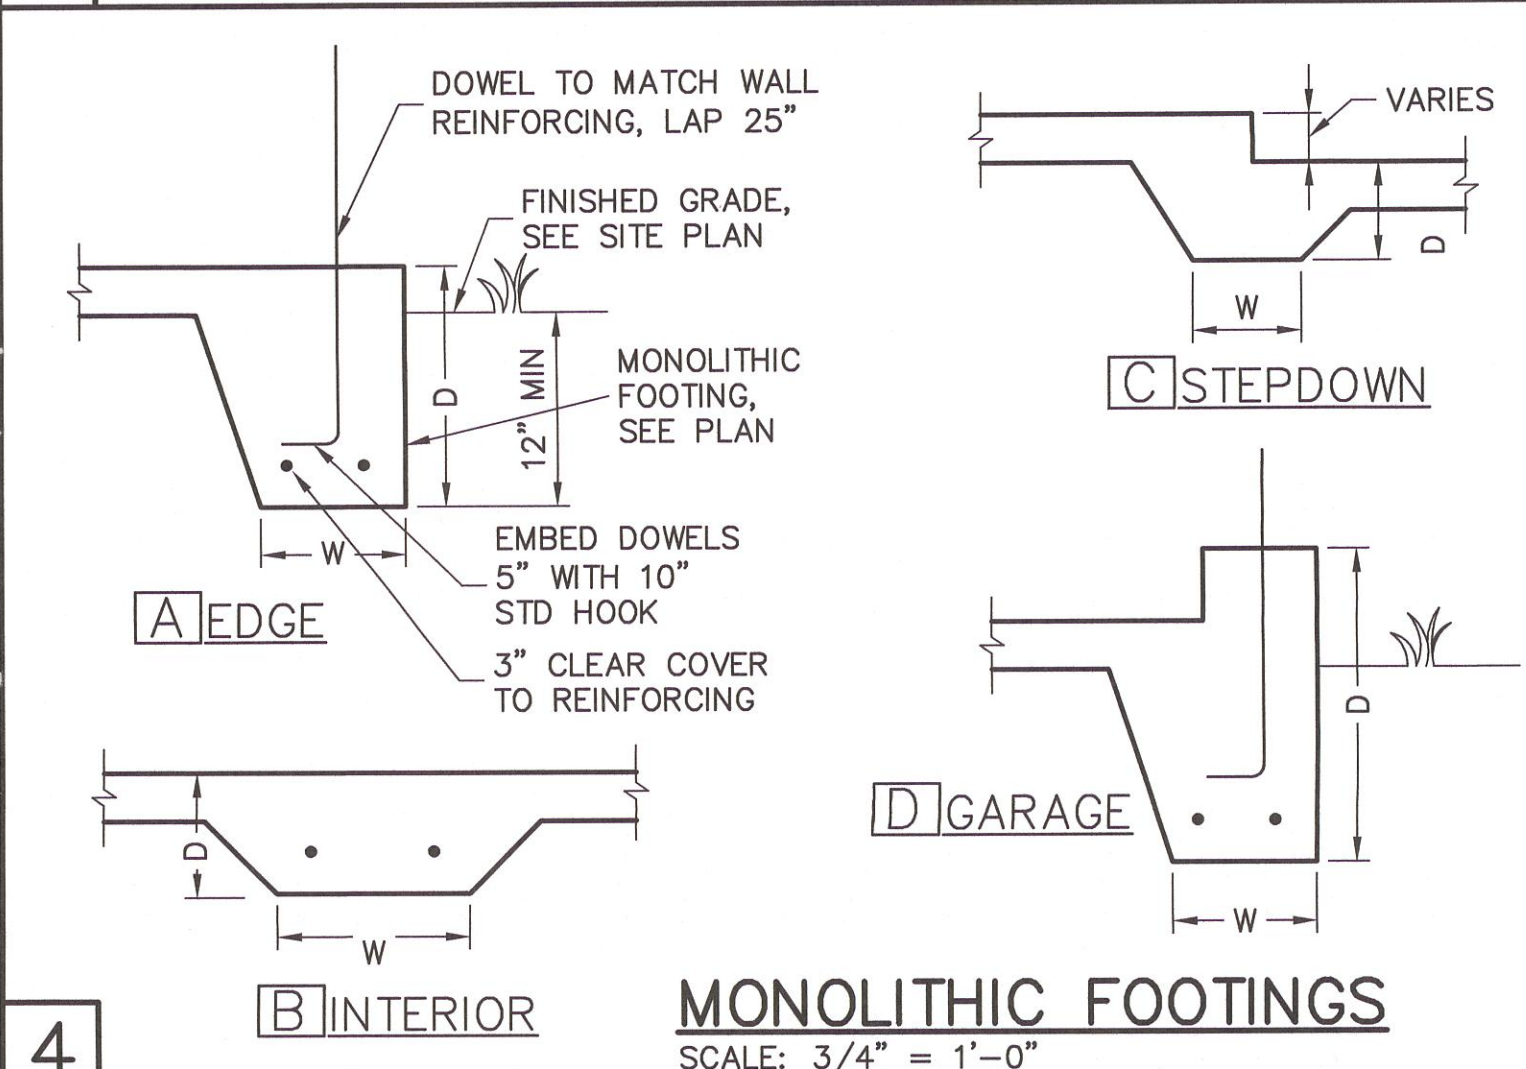 DOWEL TO MATCH WALL
REINFORCING, LAP 25"
FINISHED GRADE,
SEE SITE PLAN
D
12" MIN
MONOLITHIC
FOOTING,
SEE PLAN
W
EMBED DOWELS
5" WITH 10"
STD HOOK
3" CLEAR COVER
TO REINFORCING
A EDGE
VARIES
D
W
C STEPDOWN
D
W
B INTERIOR
D
W
D GARAGE
MONOLITHIC FOOTINGS
SCALE: 3/4" = 1'-0"
4